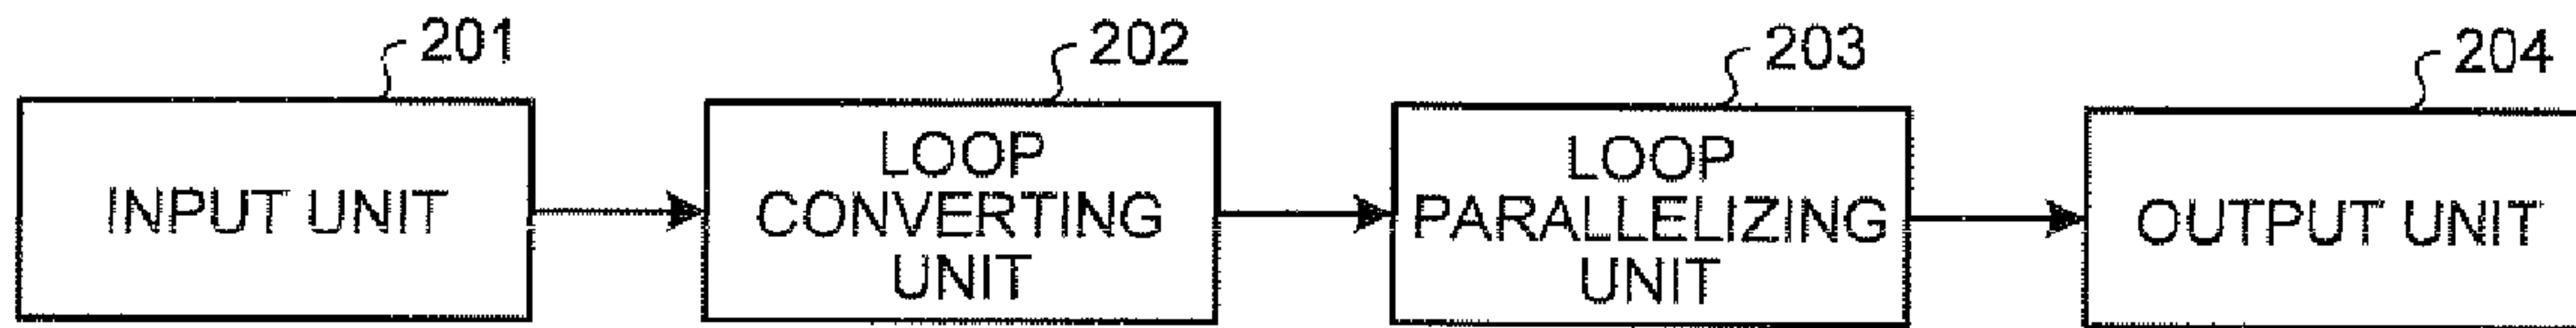 201
202
203
204
INPUT UNIT
LOOP
CONVERTING
UNIT
LOOP
PARALLELIZING
UNIT
OUTPUT UNIT